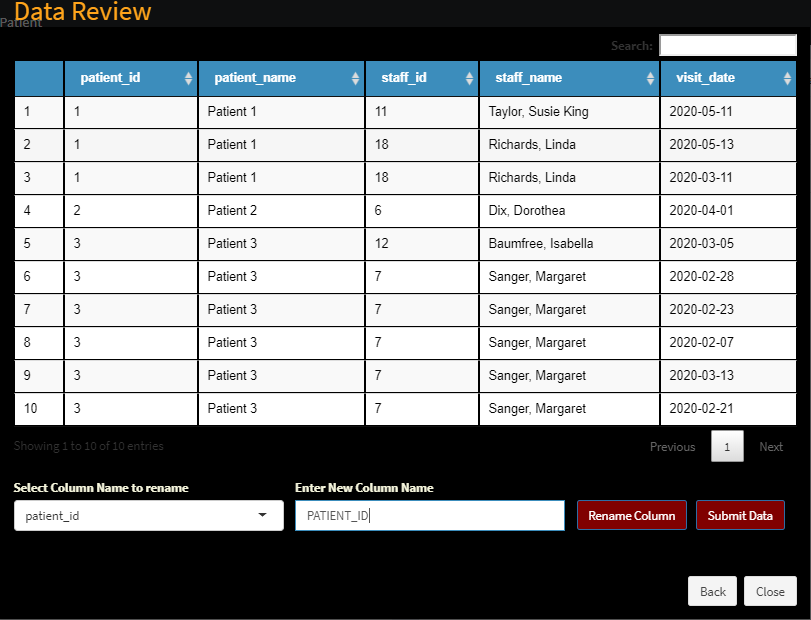 Data Review
Patient
Search:
patient_id patient_name staff_id staff_name visit_date
1 1 Patient 1 11 Taylor, Susie King 2020-05-11
2 1 Patient 1 18 Richards, Linda 2020-05-13
3 1 Patient 1 18 Richards, Linda 2020-03-11
4 2 Patient 2 6 Dix, Dorothea 2020-04-01
5 3 Patient 3 12 Baumfree, Isabella 2020-03-05
6 3 Patient 3 7 Sanger, Margaret 2020-02-28
7 3 Patient 3 7 Sanger, Margaret 2020-02-23
8 3 Patient 3 7 Sanger, Margaret 2020-02-07
9 3 Patient 3 7 Sanger, Margaret 2020-03-13
10 3 Patient 3 7 Sanger, Margaret 2020-02-21
Showing 1 to 10 of 10 entries Previous 1 Next
Select Column Name to rename Enter New Column Name
patient_id PATIENT_ID Rename Column Submit Data
Back Close